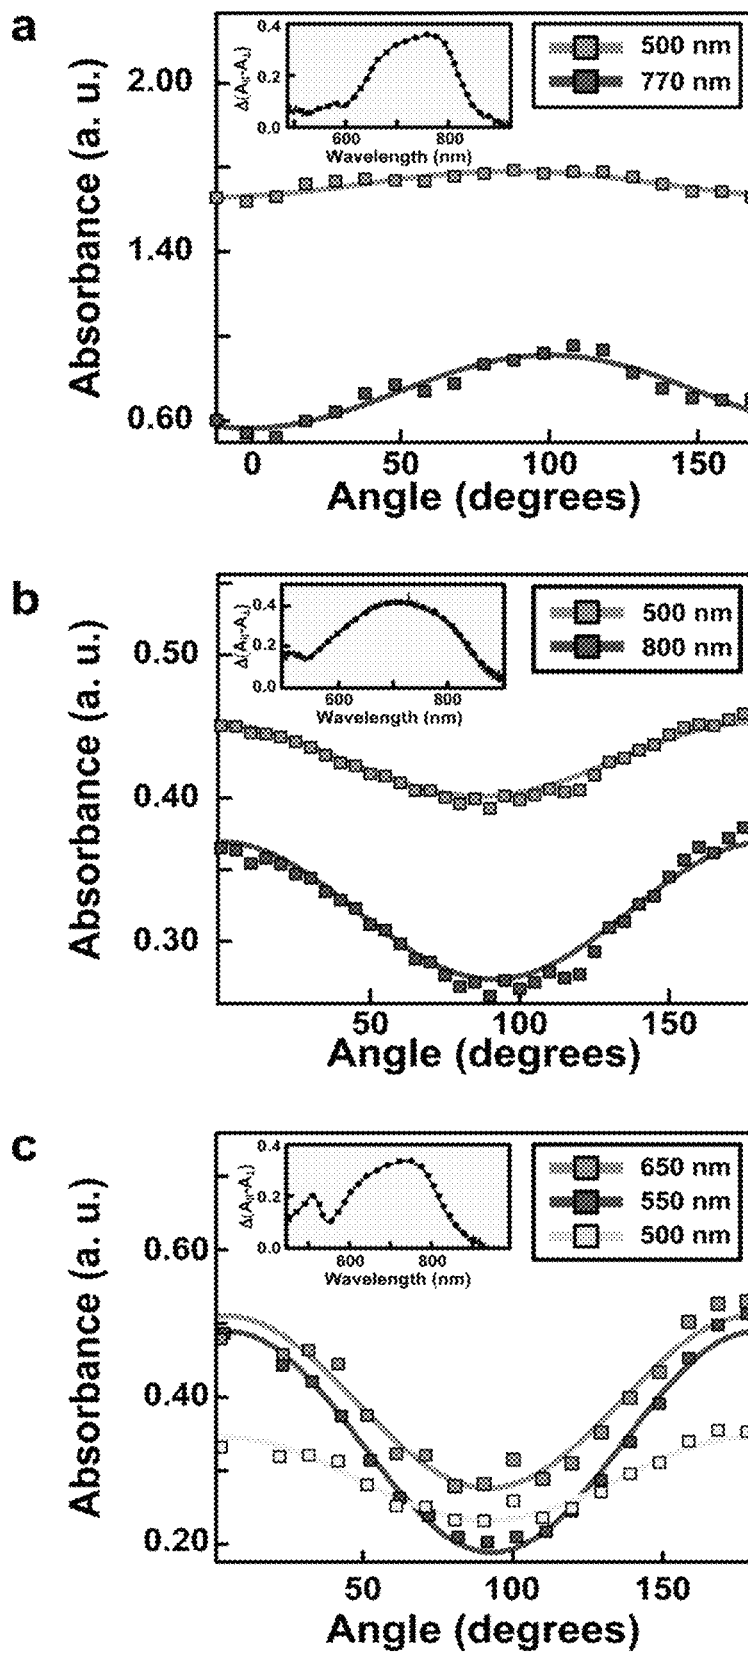 a
Absorbance (a. u.)
2.00
1.40
0.60
0 50 100 150
Angle (degrees)
500 nm
770 nm
Δ(A||-A⊥)
0.4
0.2
0.0
600 800
Wavelength (nm)
b
Absorbance (a. u.)
0.50
0.40
0.30
50 100 150
Angle (degrees)
500 nm
800 nm
Δ(A||-A⊥)
0.4
0.2
0.0
600 800
Wavelength (nm)
c
Absorbance (a. u.)
0.60
0.40
0.20
50 100 150
Angle (degrees)
650 nm
550 nm
500 nm
Δ(A||-A⊥)
0.4
0.2
0.0
600 800
Wavelength (nm)